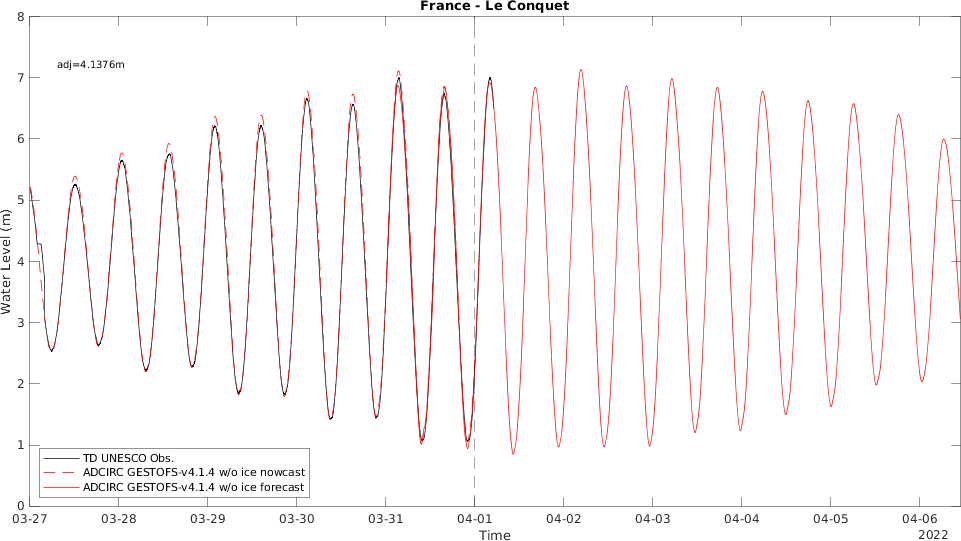 France - Le Conquet
adj=4.1376m
Water Level (m)
8
7
6
5
4
3
2
1
0
TD UNESCO Obs.
ADCIRC GESTOFS-v4.1.4 w/o ice nowcast
ADCIRC GESTOFS-v4.1.4 w/o ice forecast
03-27 03-28 03-29 03-30 03-31 04-01 04-02 04-03 04-04 04-05 04-06
Time
2022